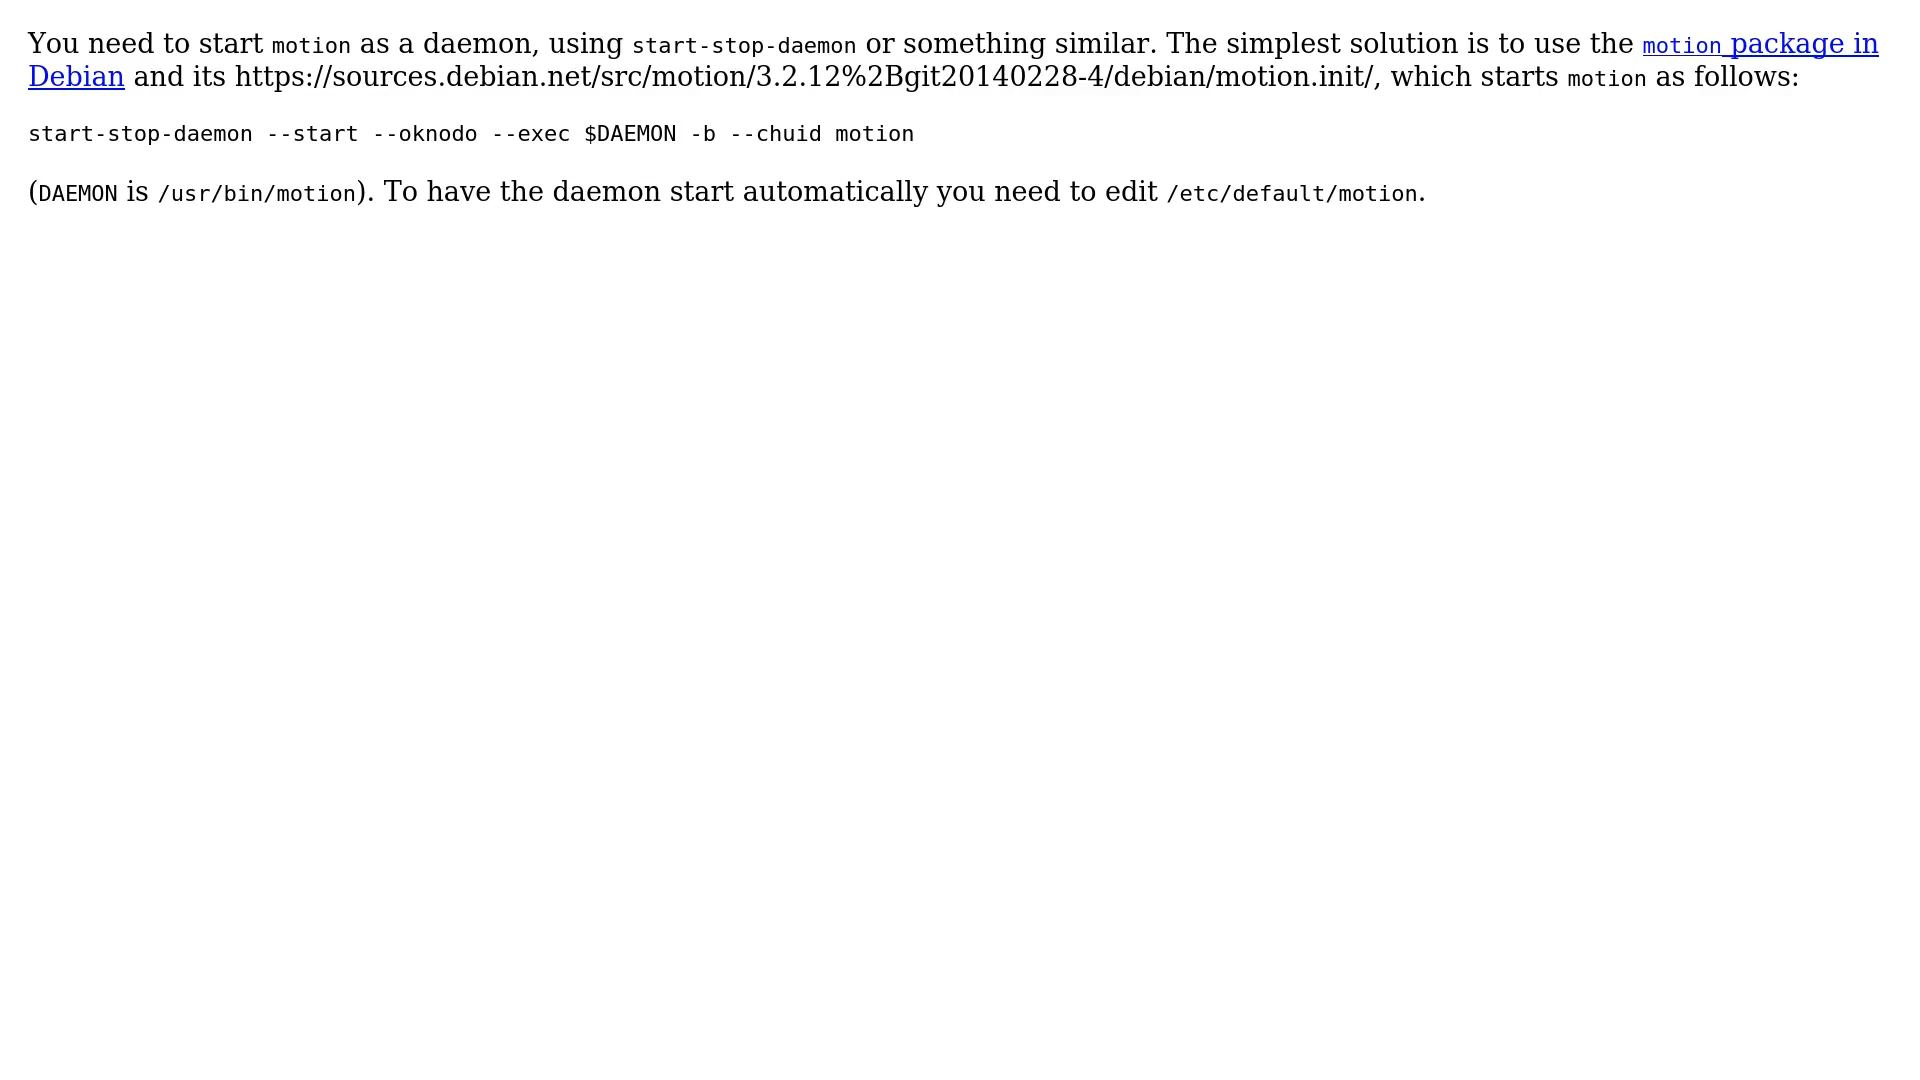 You need to start motion as a daemon, using start-stop-daemon or something similar. The simplest solution is to use the motion package in
Debian and its https://sources.debian.net/src/motion/3.2.12%2Bgit20140228-4/debian/motion.init/, which starts motion as follows:
start-stop-daemon --start --oknodo --exec $DAEMON -b --chuid motion
(DAEMON is /usr/bin/motion). To have the daemon start automatically you need to edit /etc/default/motion.